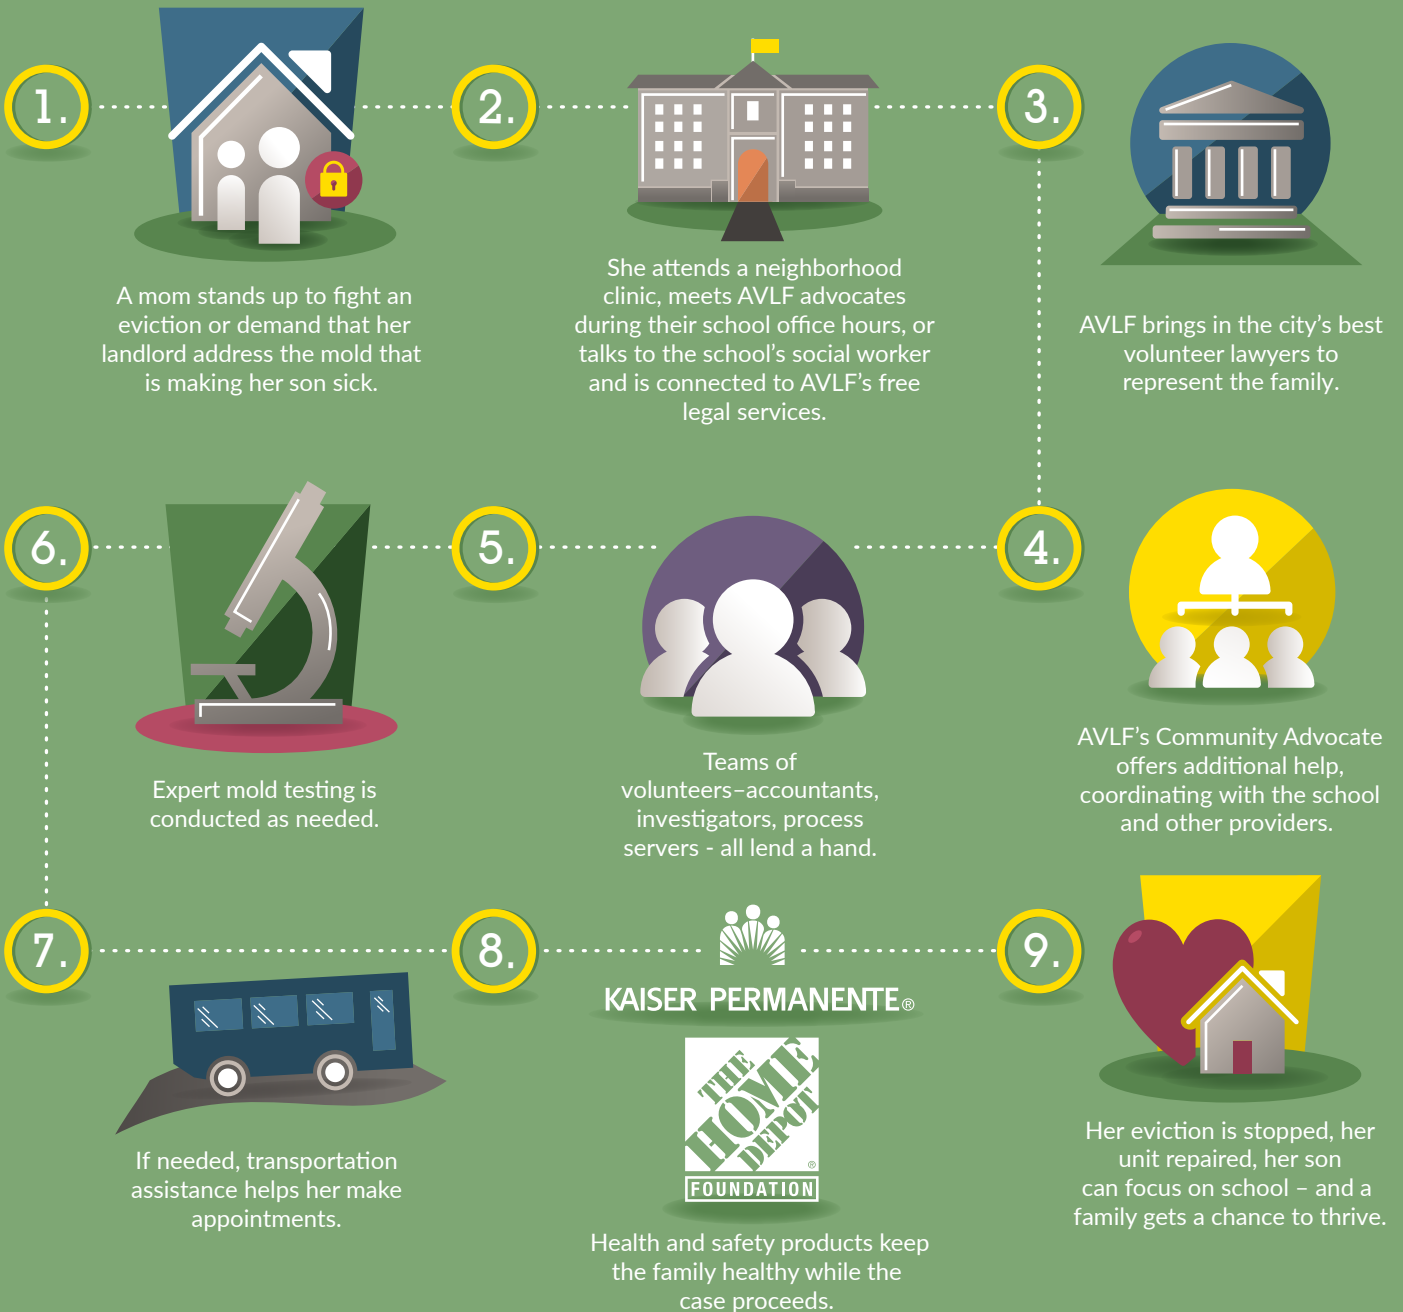 1.
A mom stands up to fight an
eviction or demand that her
landlord address the mold that
is making her son sick.
2.
She attends a neighborhood
clinic, meets AVLF advocates
during their school office hours, or
talks to the school's social worker
and is connected to AVLF's free
legal services.
3.
AVLF brings in the city's best
volunteer lawyers to
represent the family.
4.
AVLF's Community Advocate
offers additional help,
coordinating with the school
and other providers.
5.
Teams of
volunteers–accountants,
investigators, process
servers - all lend a hand.
6.
Expert mold testing is
conducted as needed.
7.
If needed, transportation
assistance helps her make
appointments.
8.
KAISER PERMANENTE®
THE
HOME
DEPOT
®
FOUNDATION
Health and safety products keep
the family healthy while the
case proceeds.
9.
Her eviction is stopped, her
unit repaired, her son
can focus on school – and a
family gets a chance to thrive.